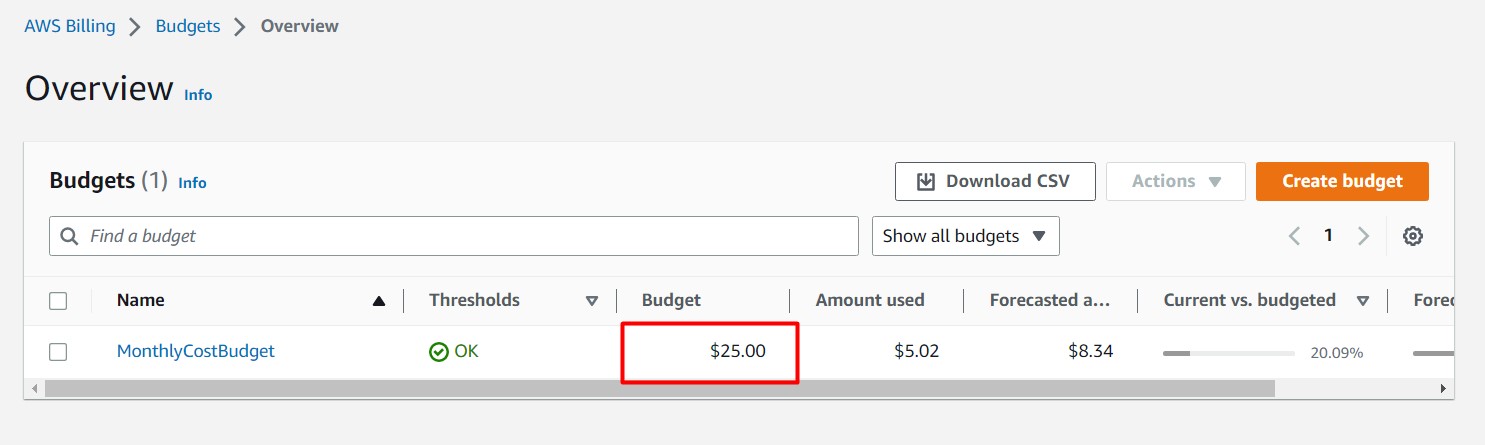 AWS Billing > Budgets > Overview
Overview Info
Budgets (1) Info Download CSV Actions Create budget
Find a budget Show all budgets 1
Name Thresholds Budget Amount used Forecasted a... Current vs. budgeted Forec
MonthlyCostBudget OK $25.00 $5.02 $8.34 20.09%